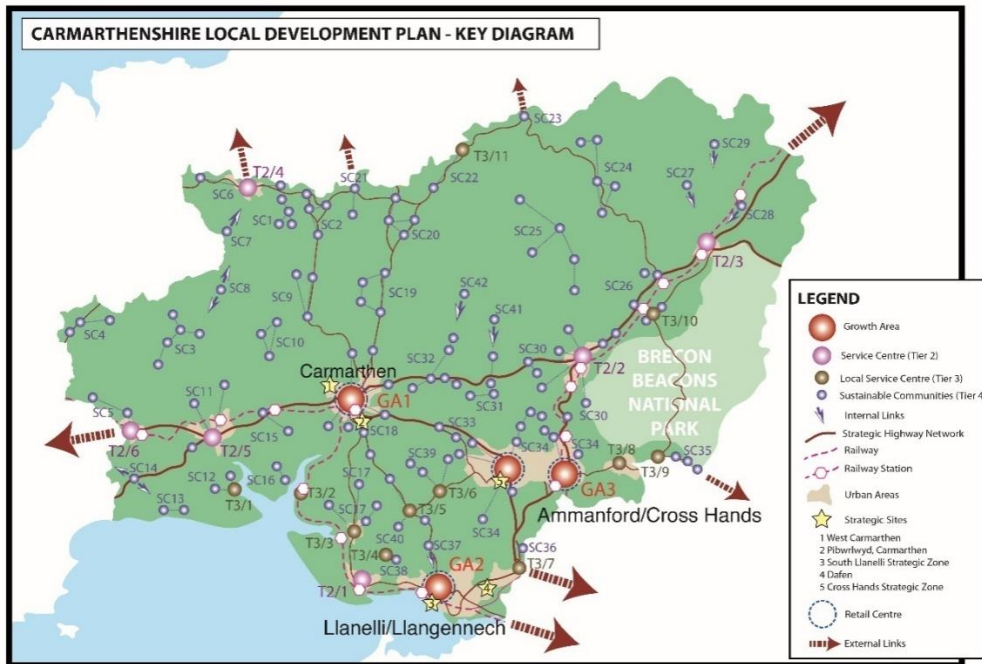 CARMARTHENSHIRE LOCAL DEVELOPMENT PLAN - KEY DIAGRAM
SC23
T3/11
SC29
SC24
T2/4
SC21
SC22
SC27
SC6
SC1
SC2
SC20
SC28
SC7
SC25
T2/3
SC8
SC9
SC19
SC42
SC26
SC41
SC4
SC3
SC10
T3/10
SC32
SC30
Carmarthen
T2/2
BRECON
BEACONS
NATIONAL
PARK
SC11
GA1
SC31
SC5
2
SC18
SC33
SC30
SC15
T2/6
T2/5
SC34
SC34
SC39
T3/8
SC14
SC12
SC16
SC17
GA3
T3/9
SC35
SC13
T3/1
T3/2
T3/6
SC17
T3/5
SC34
Ammanford/Cross Hands
T3/3
SC40
T3/4
SC37
SC36
SC38
GA2
T3/7
T2/1
3
4
Llanelli/Llangennech
LEGEND
Growth Area
Service Centre (Tier 2)
Local Service Centre (Tier 3)
Sustainable Communities (Tier 4
Internal Links
Strategic Highway Network
Railway
Railway Station
Urban Areas
Strategic Sites
1 West Carmarthen
2 Pibwrlwyd, Carmarthen
3 South Llanelli Strategic Zone
4 Dafen
5 Cross Hands Strategic Zone
Retail Centre
External Links